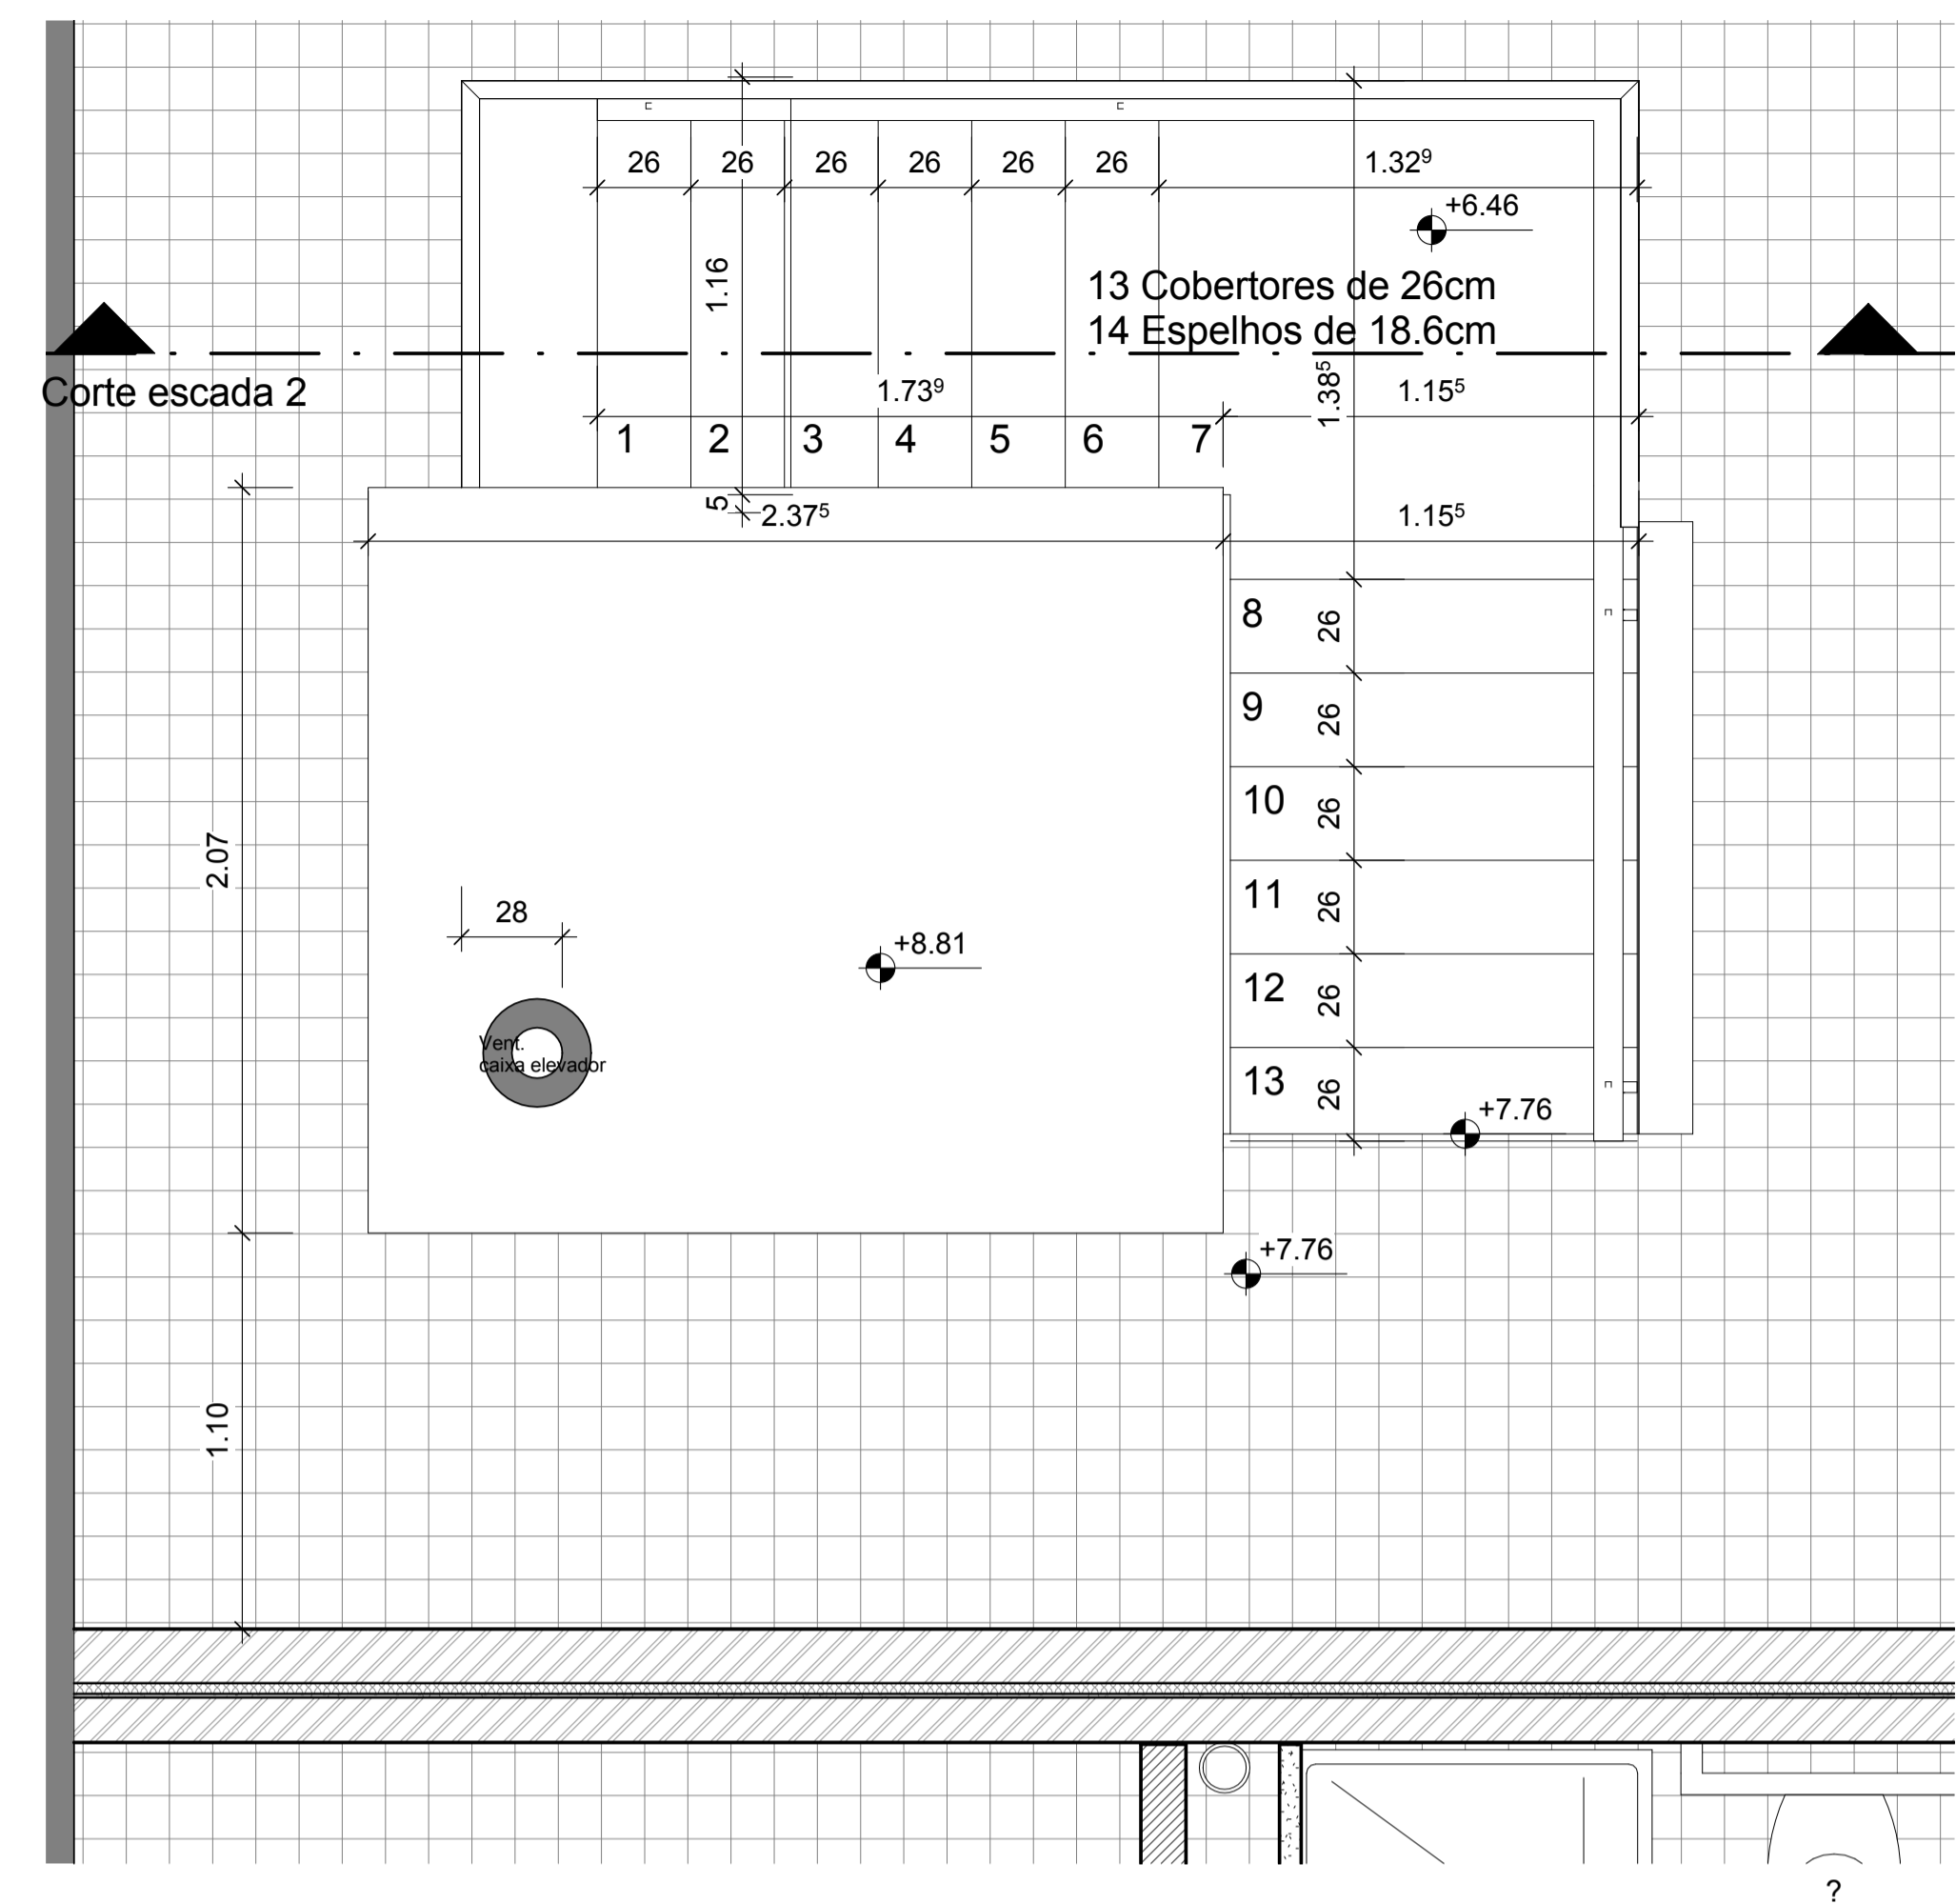 26 26 26 26 26 26 1.32⁹
+6.46
1.16
13 Cobertores de 26cm
14 Espelhos de 18.6cm
Corte escada 2
1.73⁹ 1.38⁵ 1.15⁵
1 2 3 4 5 6 7
5 2.37⁵ 1.15⁵
8 26
9 26
10 26
2.07
11 26
28
+8.81
12 26
Vent.
caixa elevador
13 26
+7.76
+7.76
1.10
?